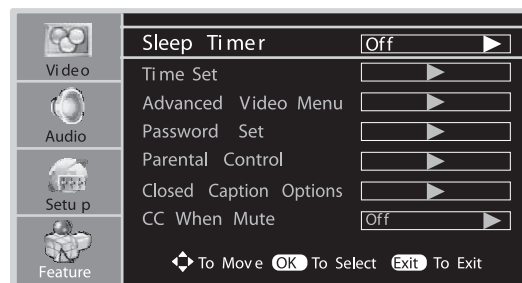 Video
Audio
Setup
Feature
Sleep Timer Off
Time Set
Advanced Video Menu
Password Set
Parental Control
Closed Caption Options
CC When Mute Off
To Move OK To Select Exit To Exit